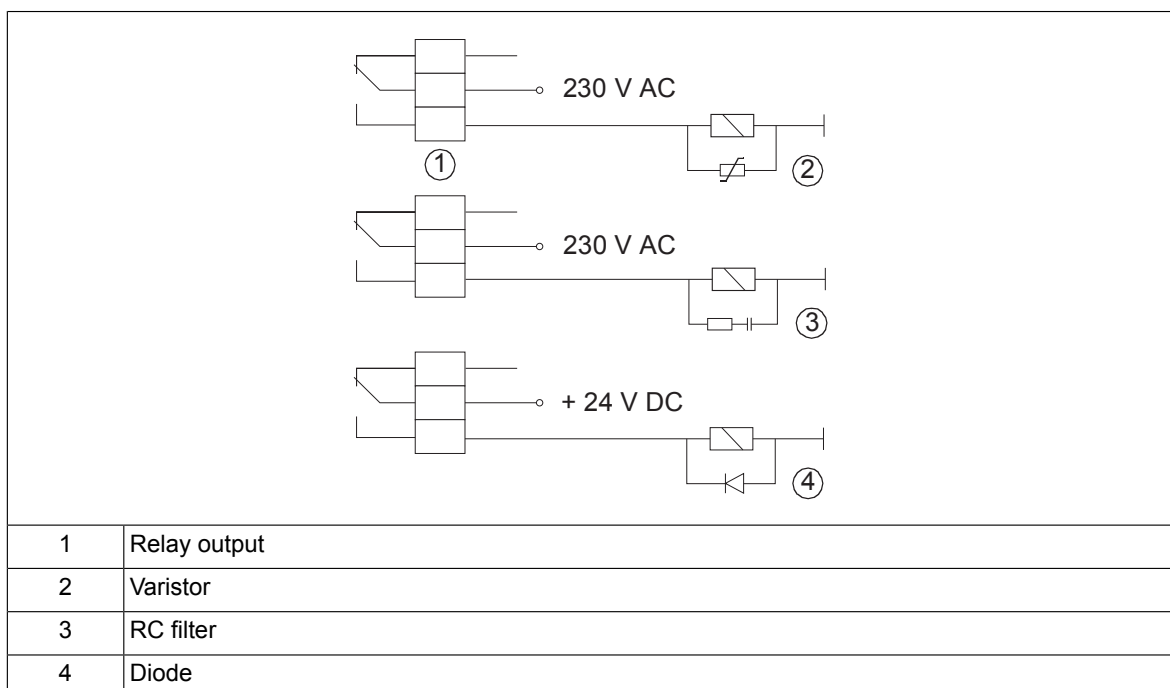 230 V AC
1
2
230 V AC
3
+ 24 V DC
4
1 Relay output
2 Varistor
3 RC filter
4 Diode